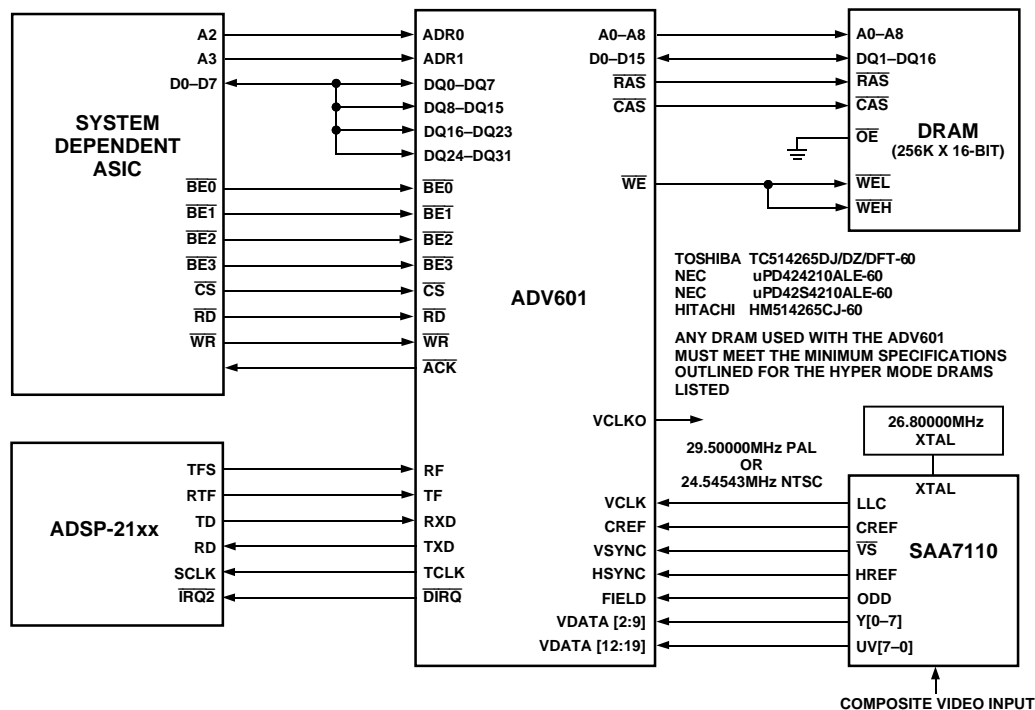 SYSTEM
DEPENDENT
ASIC
A2
A3
D0–D7
BE0
BE1
BE2
BE3
CS
RD
WR
ADR0
ADR1
DQ0–DQ7
DQ8–DQ15
DQ16–DQ23
DQ24–DQ31
BE0
BE1
BE2
BE3
CS
RD
WR
ACK
ADV601
A0–A8
D0–D15
RAS
CAS
WE
A0–A8
DQ1–DQ16
RAS
CAS
OE
WEL
WEH
DRAM
(256K X 16-BIT)
TOSHIBA TC514265DJ/DZ/DFT-60
NEC uPD424210ALE-60
NEC uPD42S4210ALE-60
HITACHI HM514265CJ-60
ANY DRAM USED WITH THE ADV601
MUST MEET THE MINIMUM SPECIFICATIONS
OUTLINED FOR THE HYPER MODE DRAMS
LISTED
ADSP-21xx
TFS
RTF
TD
RD
SCLK
IRQ2
RF
TF
RXD
TXD
TCLK
DIRQ
VCLKO
29.50000MHz PAL
OR
24.54543MHz NTSC
VCLK
CREF
VSYNC
HSYNC
FIELD
VDATA [2:9]
VDATA [12:19]
26.80000MHz
XTAL
XTAL
LLC
CREF
VS
HREF
ODD
Y[0–7]
UV[7–0]
SAA7110
COMPOSITE VIDEO INPUT